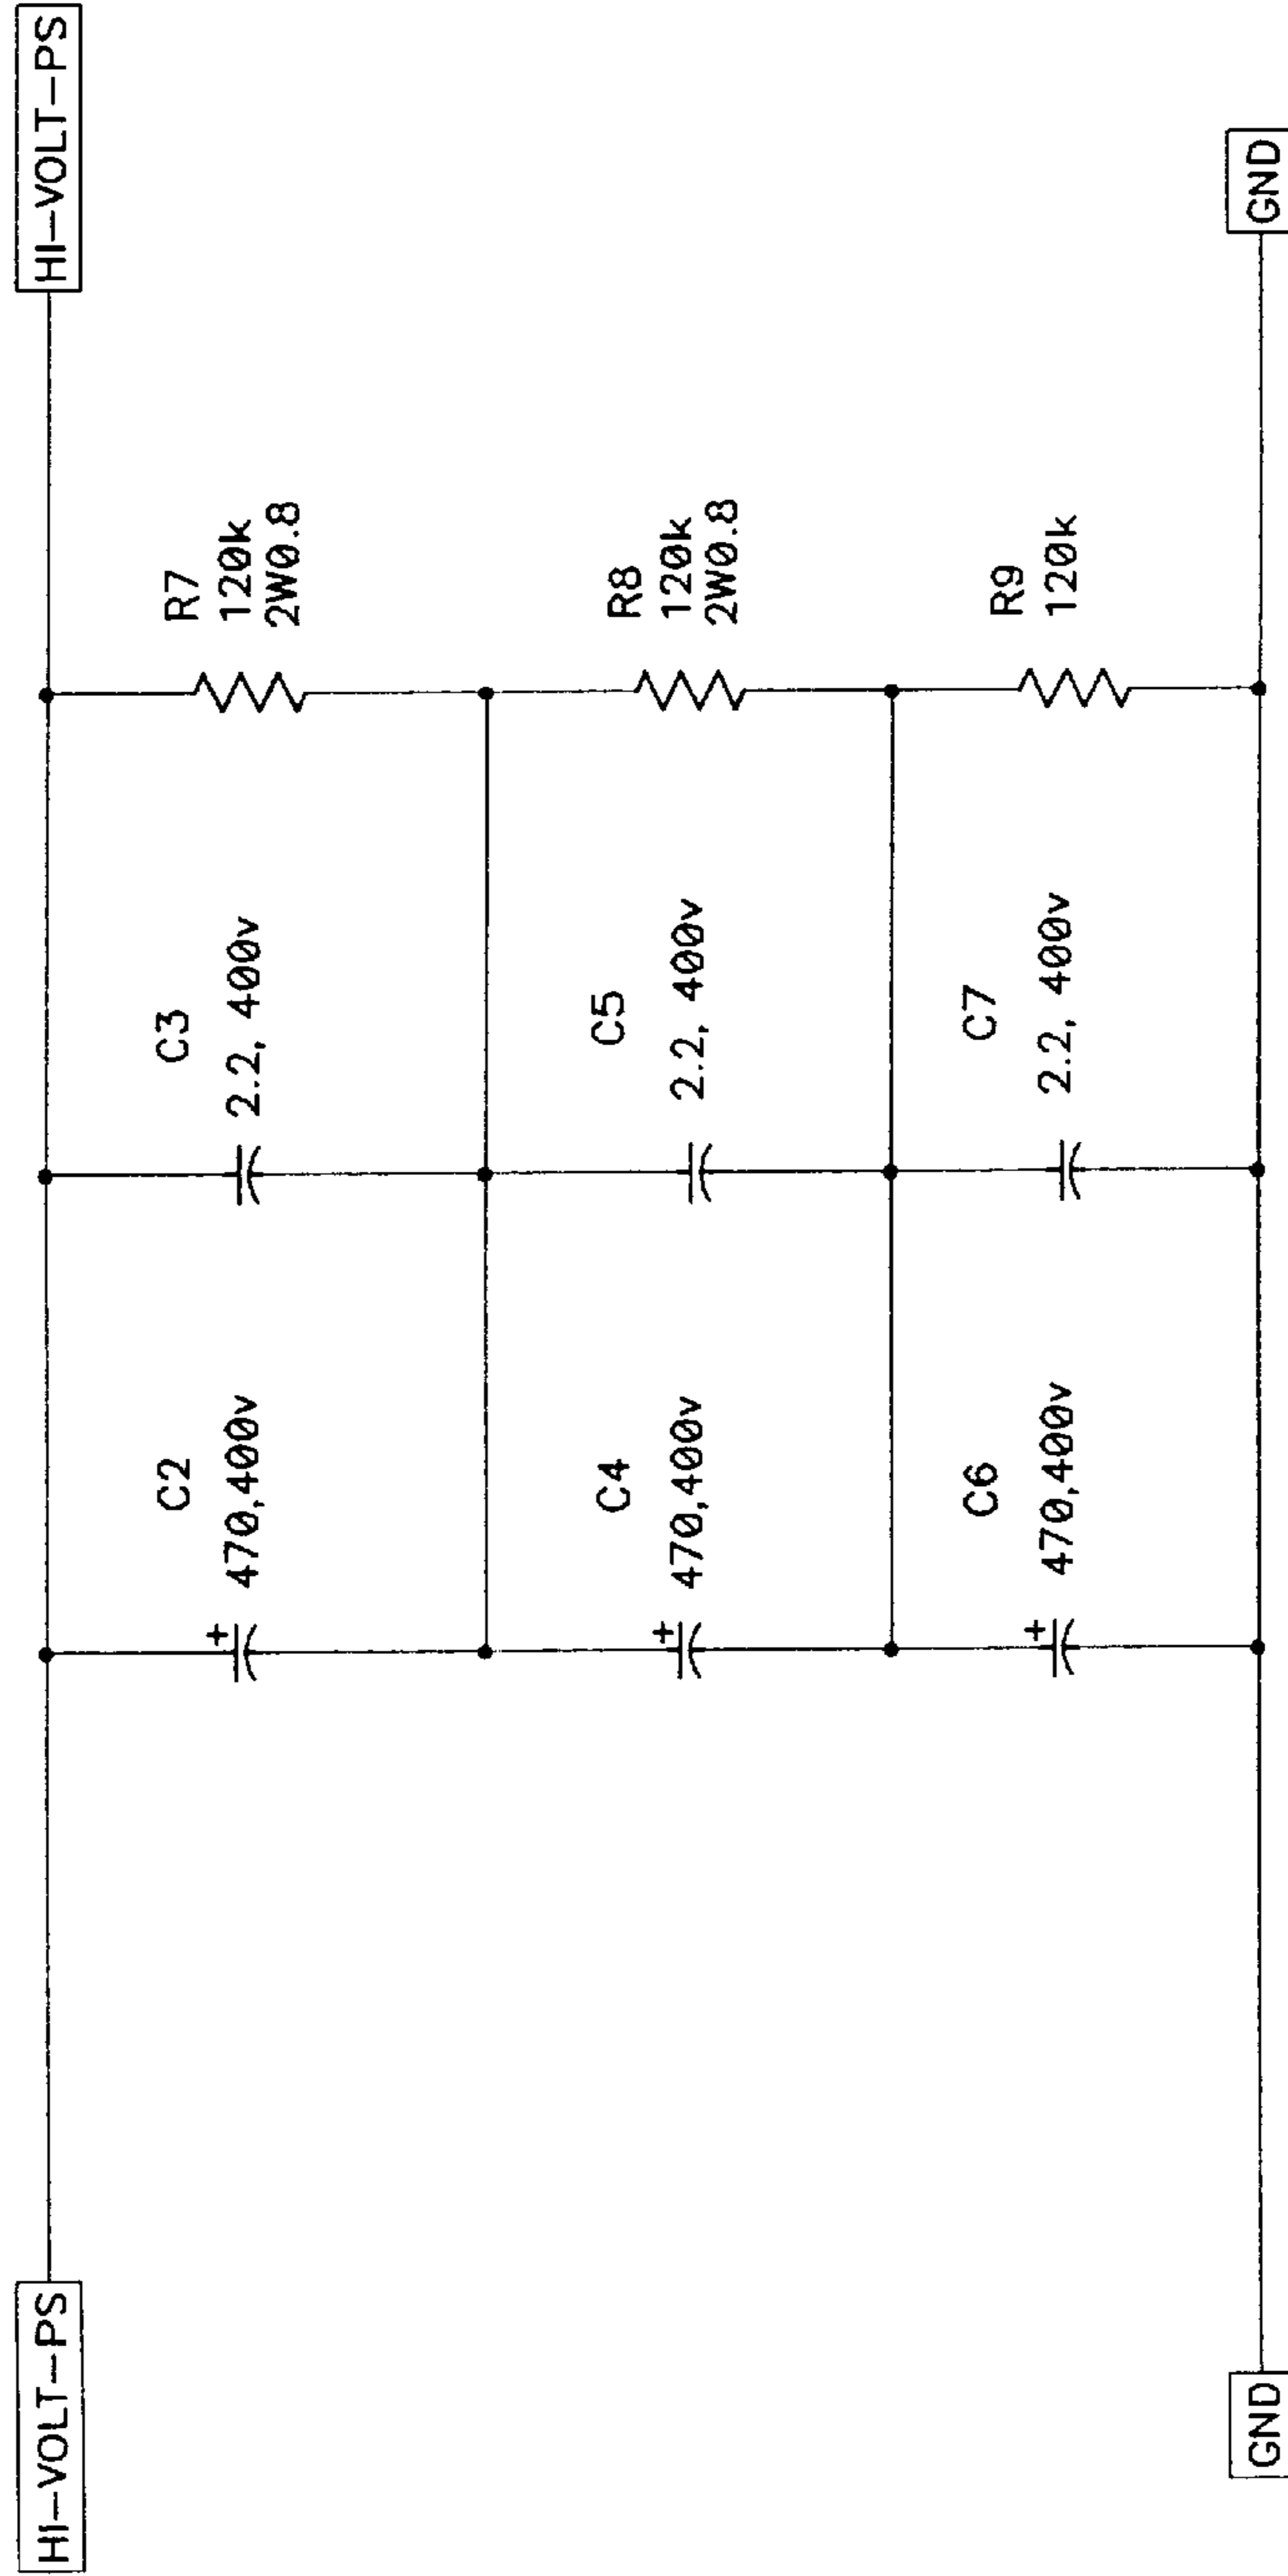 HI-VOLT-PS
HI-VOLT-PS
C2
470,400v
C3
2.2, 400v
R7
120k
2W0.8
C4
470,400v
C5
2.2, 400v
R8
120k
2W0.8
C6
470,400v
C7
2.2, 400v
R9
120k
+
+
+
GND
GND